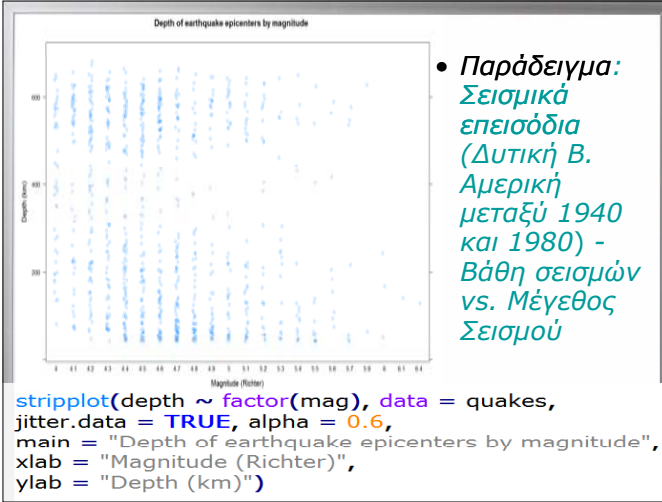 Depth of earthquake epicenters by magnitude
• Παράδειγμα:
Σεισμικά
επεισόδια
(Δυτική Β.
Αμερική
μεταξύ 1940
και 1980) -
Βάθη σεισμών
vs. Μέγεθος
Σεισμού
Depth (km)
600
400
200
4 4.1 4.2 4.3 4.4 4.5 4.6 4.7 4.8 4.9 5 5.1 5.2 5.3 5.4 5.5 5.6 5.7 5.9 6 6.1 6.4
Magnitude (Richter)
stripplot(depth ~ factor(mag), data = quakes,
jitter.data = TRUE, alpha = 0.6,
main = "Depth of earthquake epicenters by magnitude",
xlab = "Magnitude (Richter)",
ylab = "Depth (km)")